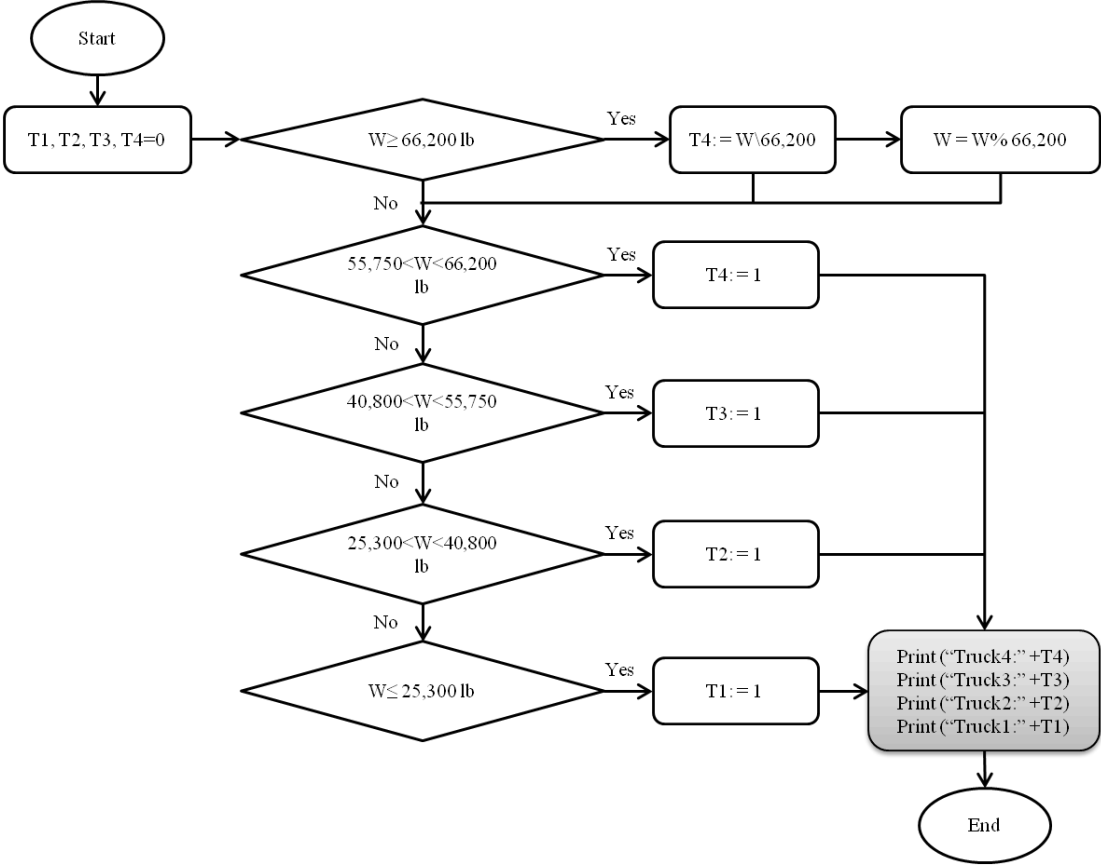 Start
T1, T2, T3, T4=0
W≥ 66,200 lb
Yes
T4: = W\66,200
W = W% 66,200
No
55,750<W<66,200
lb
Yes
T4: = 1
No
40,800<W<55,750
lb
Yes
T3: = 1
No
25,300<W<40,800
lb
Yes
T2: = 1
No
W≤ 25,300 lb
Yes
T1: = 1
Print (“Truck4:” +T4)
Print (“Truck3:” +T3)
Print (“Truck2:” +T2)
Print (“Truck1:” +T1)
End